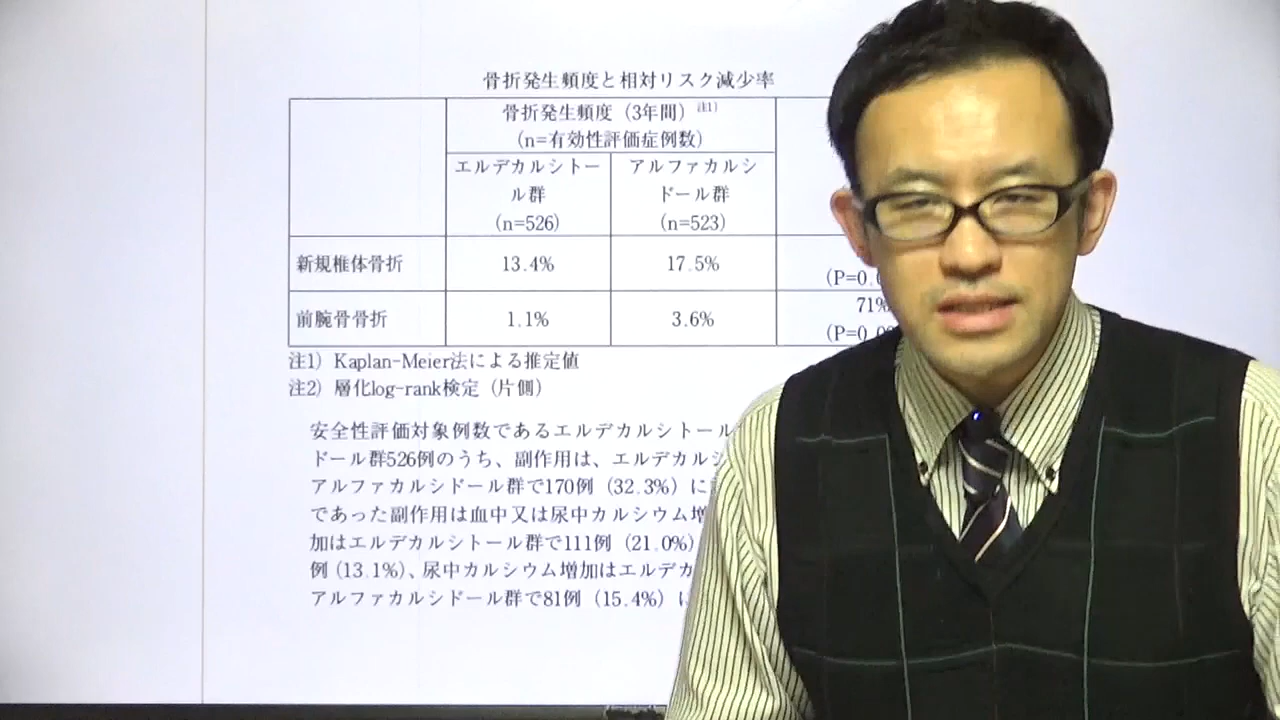 骨折発生頻度と相対リスク減少率
骨折発生頻度（3年間）注1)
(n=有効性評価症例数)
エルデカルシトー
ル群
(n=526)
アルファカルシ
ドール群
(n=523)
新規椎体骨折
13.4%
17.5%
(P=0.0
前腕骨骨折
1.1%
3.6%
71%
(P=0.00
注1）Kaplan-Meier法による推定値
注2）層化log-rank検定（片側）
安全性評価対象例数であるエルデカルシトール
ドール群526例のうち、副作用は、エルデカルシ
アルファカルシドール群で170例（32.3%）に
であった副作用は血中又は尿中カルシウム増
加はエルデカルシトール群で111例（21.0%）
例（13.1%）、尿中カルシウム増加はエルデカ
アルファカルシドール群で81例（15.4%）に